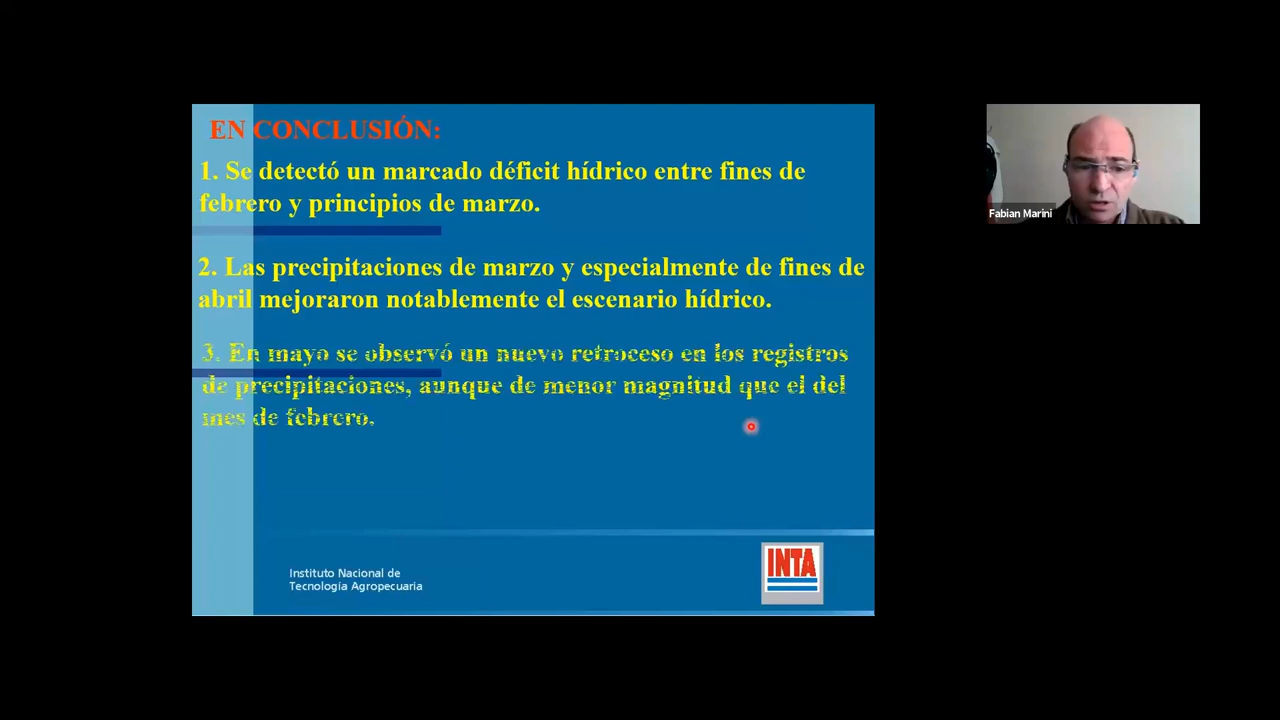 EN CONCLUSIÓN:
1. Se detectó un marcado déficit hídrico entre fines de
febrero y principios de marzo.
2. Las precipitaciones de marzo y especialmente de fines de
abril mejoraron notablemente el escenario hídrico.
3. En mayo se observó un nuevo retroceso en los registros
de precipitaciones, aunque de menor magnitud que el del
mes de febrero.
Instituto Nacional de
Tecnología Agropecuaria
INTA
Fabian Marini